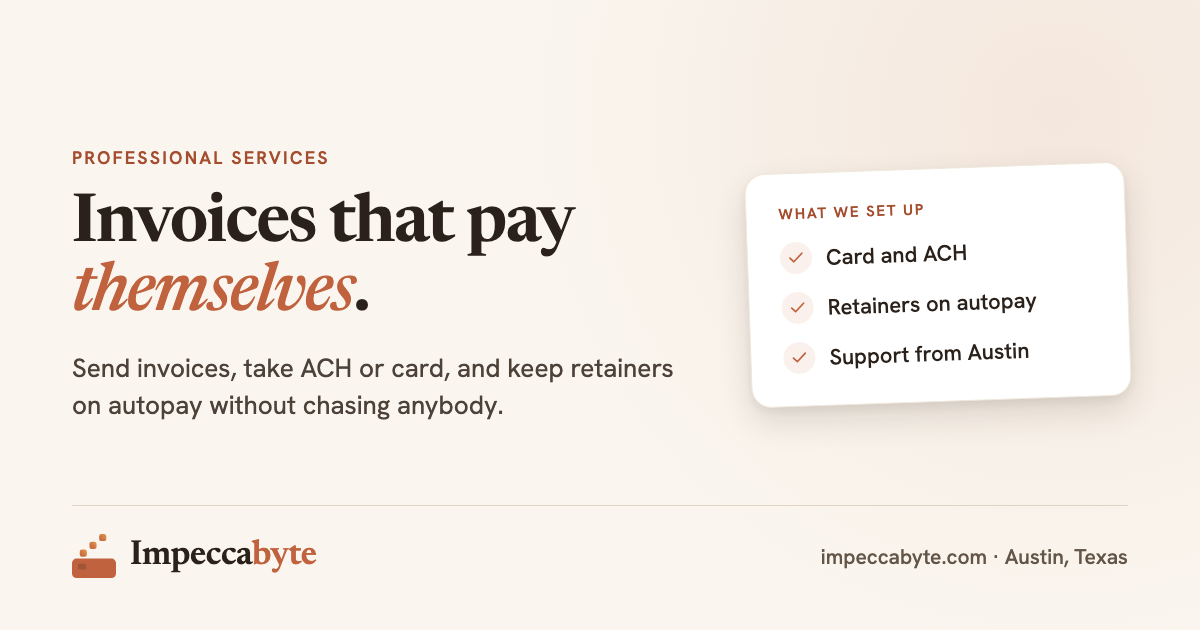 PROFESSIONAL SERVICES
Invoices that pay
themselves.
Send invoices, take ACH or card, and keep retainers
on autopay without chasing anybody.
WHAT WE SET UP
Card and ACH
Retainers on autopay
Support from Austin
Impeccabyte
impeccabyte.com · Austin, Texas